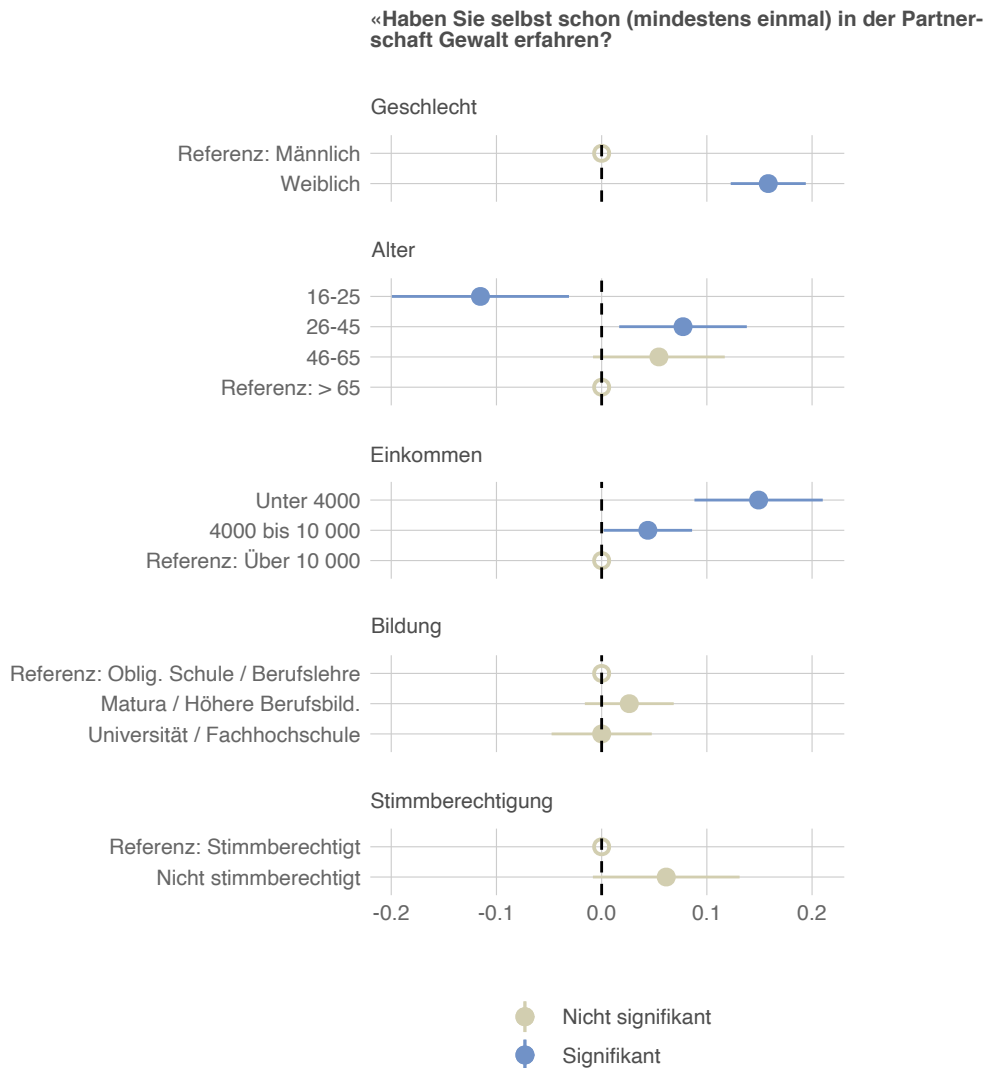 «Haben Sie selbst schon (mindestens einmal) in der Partner-
schaft Gewalt erfahren?
Geschlecht
Referenz: Männlich
Weiblich
Alter
16-25
26-45
46-65
Referenz: > 65
Einkommen
Unter 4000
4000 bis 10 000
Referenz: Über 10 000
Bildung
Referenz: Oblig. Schule / Berufslehre
Matura / Höhere Berufsbild.
Universität / Fachhochschule
Stimmberechtigung
Referenz: Stimmberechtigt
Nicht stimmberechtigt
-0.2 -0.1 0.0 0.1 0.2
Nicht signifikant
Signifikant